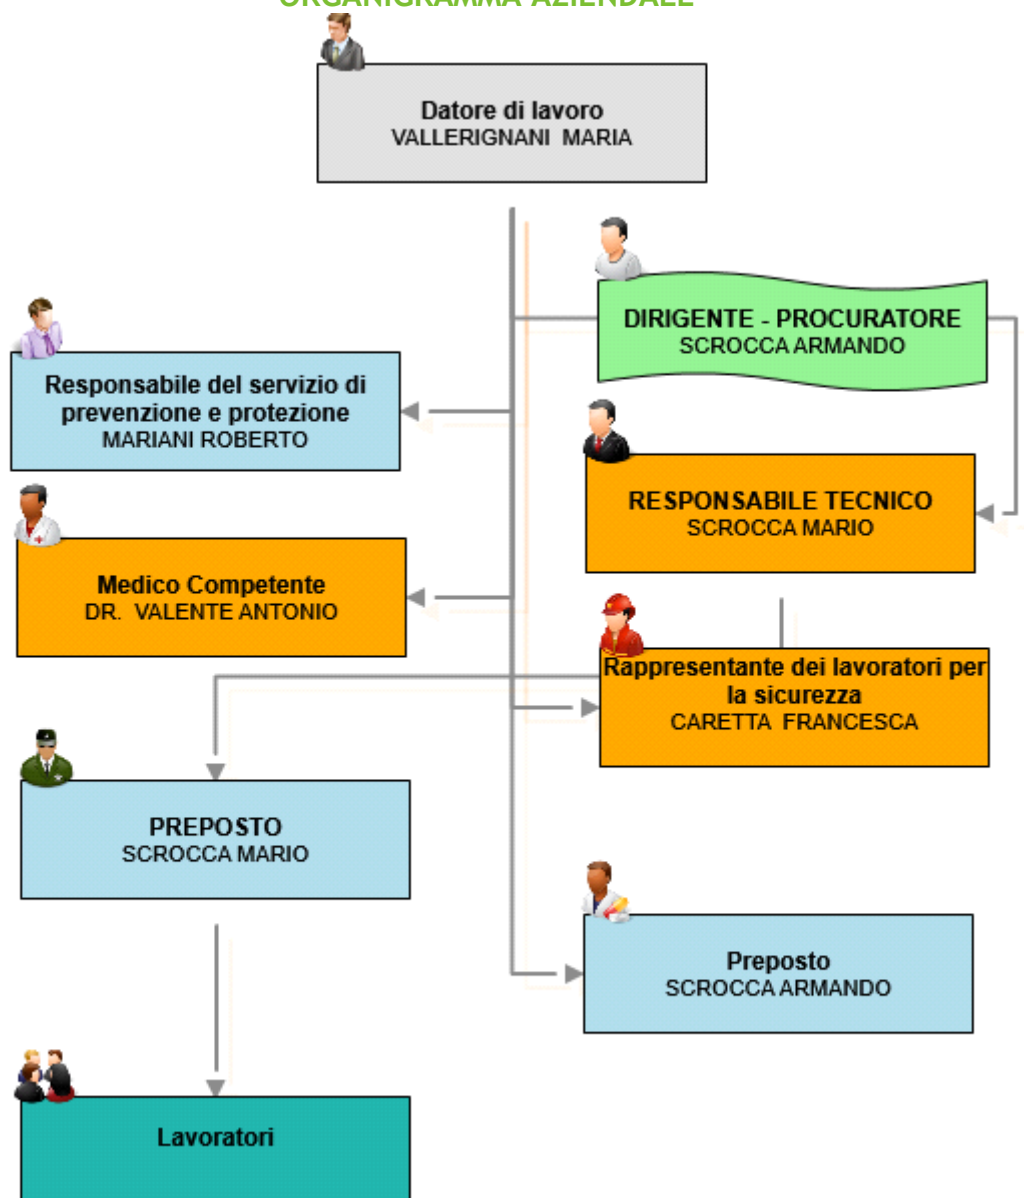 ORGANIGRAMMA AZIENDALE
Datore di lavoro
VALLERIGNANI MARIA
DIRIGENTE - PROCURATORE
SCROCCA ARMANDO
Responsabile del servizio di
prevenzione e protezione
MARIANI ROBERTO
RESPONSABILE TECNICO
SCROCCA MARIO
Medico Competente
DR. VALENTE ANTONIO
Rappresentante dei lavoratori per
la sicurezza
CARETTA FRANCESCA
PREPOSTO
SCROCCA MARIO
Preposto
SCROCCA ARMANDO
Lavoratori